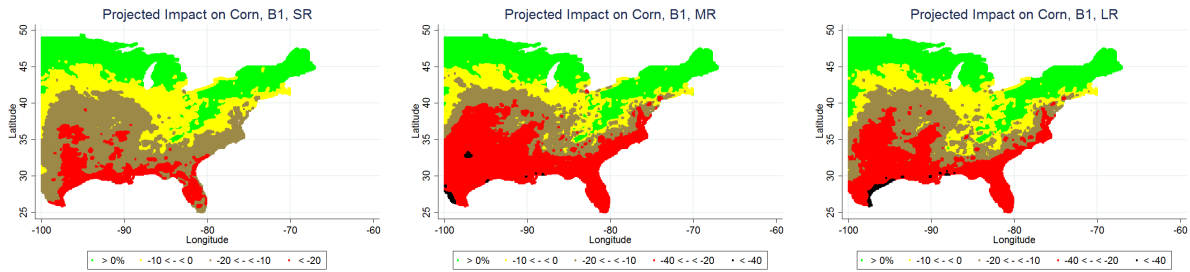 Projected Impact on Corn, B1, SR
50
45
40
35
30
25
Latitude
-100 -90 -80 -70 -60
Longitude
> 0% -10 < - < 0 -20 < - < -10 < -20
Projected Impact on Corn, B1, MR
50
45
40
35
30
25
Latitude
-100 -90 -80 -70 -60
Longitude
> 0% -10 < - < 0 -20 < - < -10 -40 < - < -20 < -40
Projected Impact on Corn, B1, LR
50
45
40
35
30
25
Latitude
-100 -90 -80 -70 -60
Longitude
> 0% -10 < - < 0 -20 < - < -10 -40 < - < -20 < -40